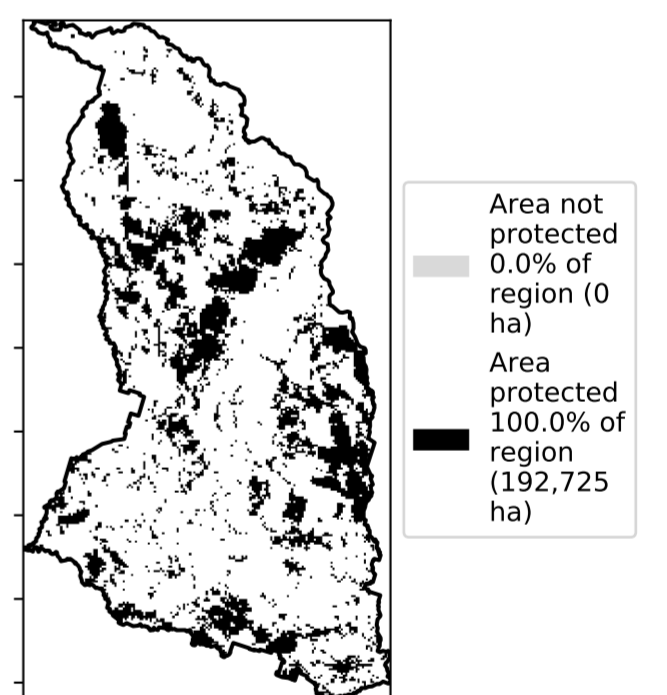 Area not
protected
0.0% of
region (0
ha)
Area
protected
100.0% of
region
(192,725
ha)